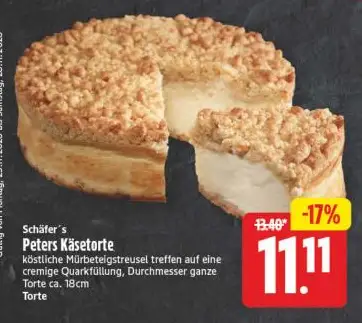 Schäfer´s
Peters Käsetorte
köstliche Mürbeteigstreusel treffen auf eine
cremige Quarkfüllung, Durchmesser ganze
Torte ca. 18cm
Torte
-17%
13.40*
11.11